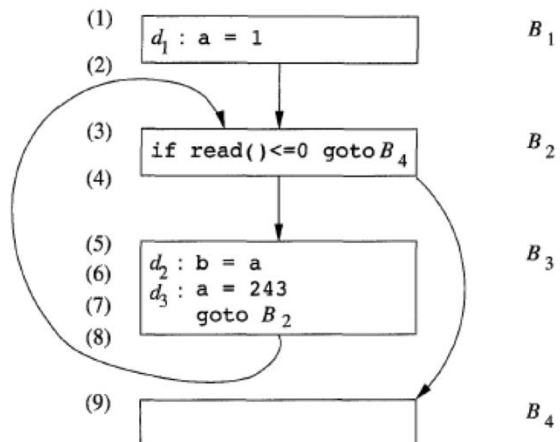 (1)
d1 : a = 1 B1
(2)
(3)
if read()<=0 goto B4 B2
(4)
(5)
d2 : b = a B3
(6)
d3 : a = 243
(7) goto B2
(8)
(9)
B4